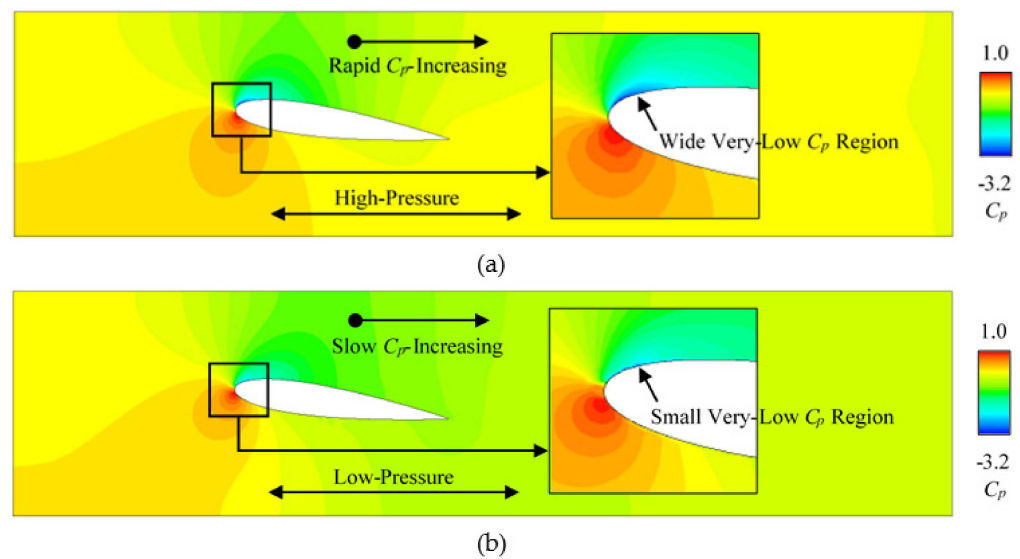 Rapid Cp-Increasing
Wide Very-Low Cp Region
High-Pressure
1.0
-3.2
Cp
(a)
Slow Cp-Increasing
Small Very-Low Cp Region
Low-Pressure
1.0
-3.2
Cp
(b)